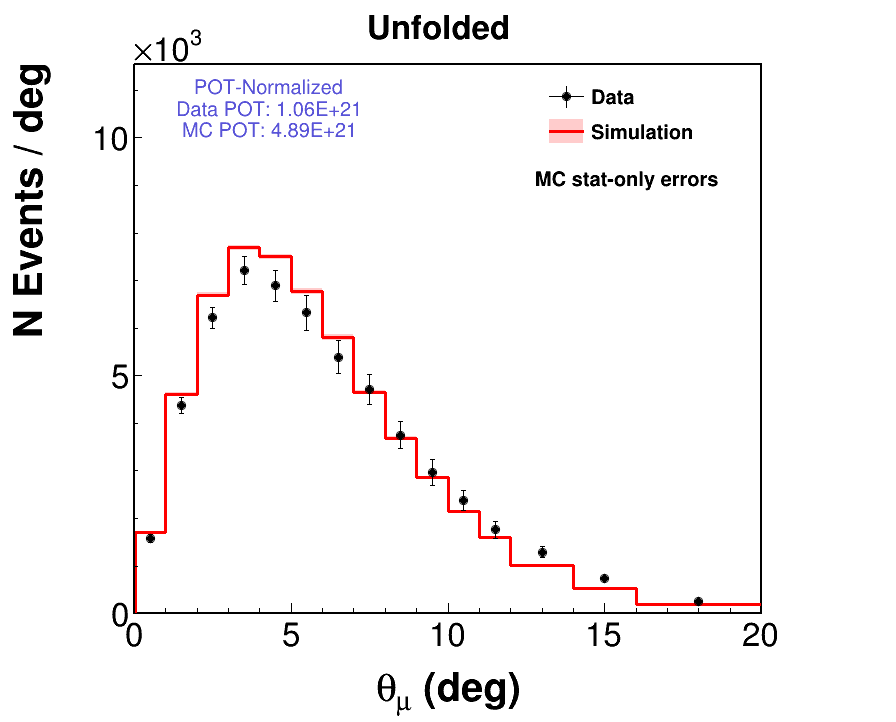 Unfolded
×10³
POT-Normalized
Data POT: 1.06E+21
MC POT: 4.89E+21
Data
Simulation
MC stat-only errors
N Events / deg
10
5
0
0 5 10 15 20
θμ (deg)